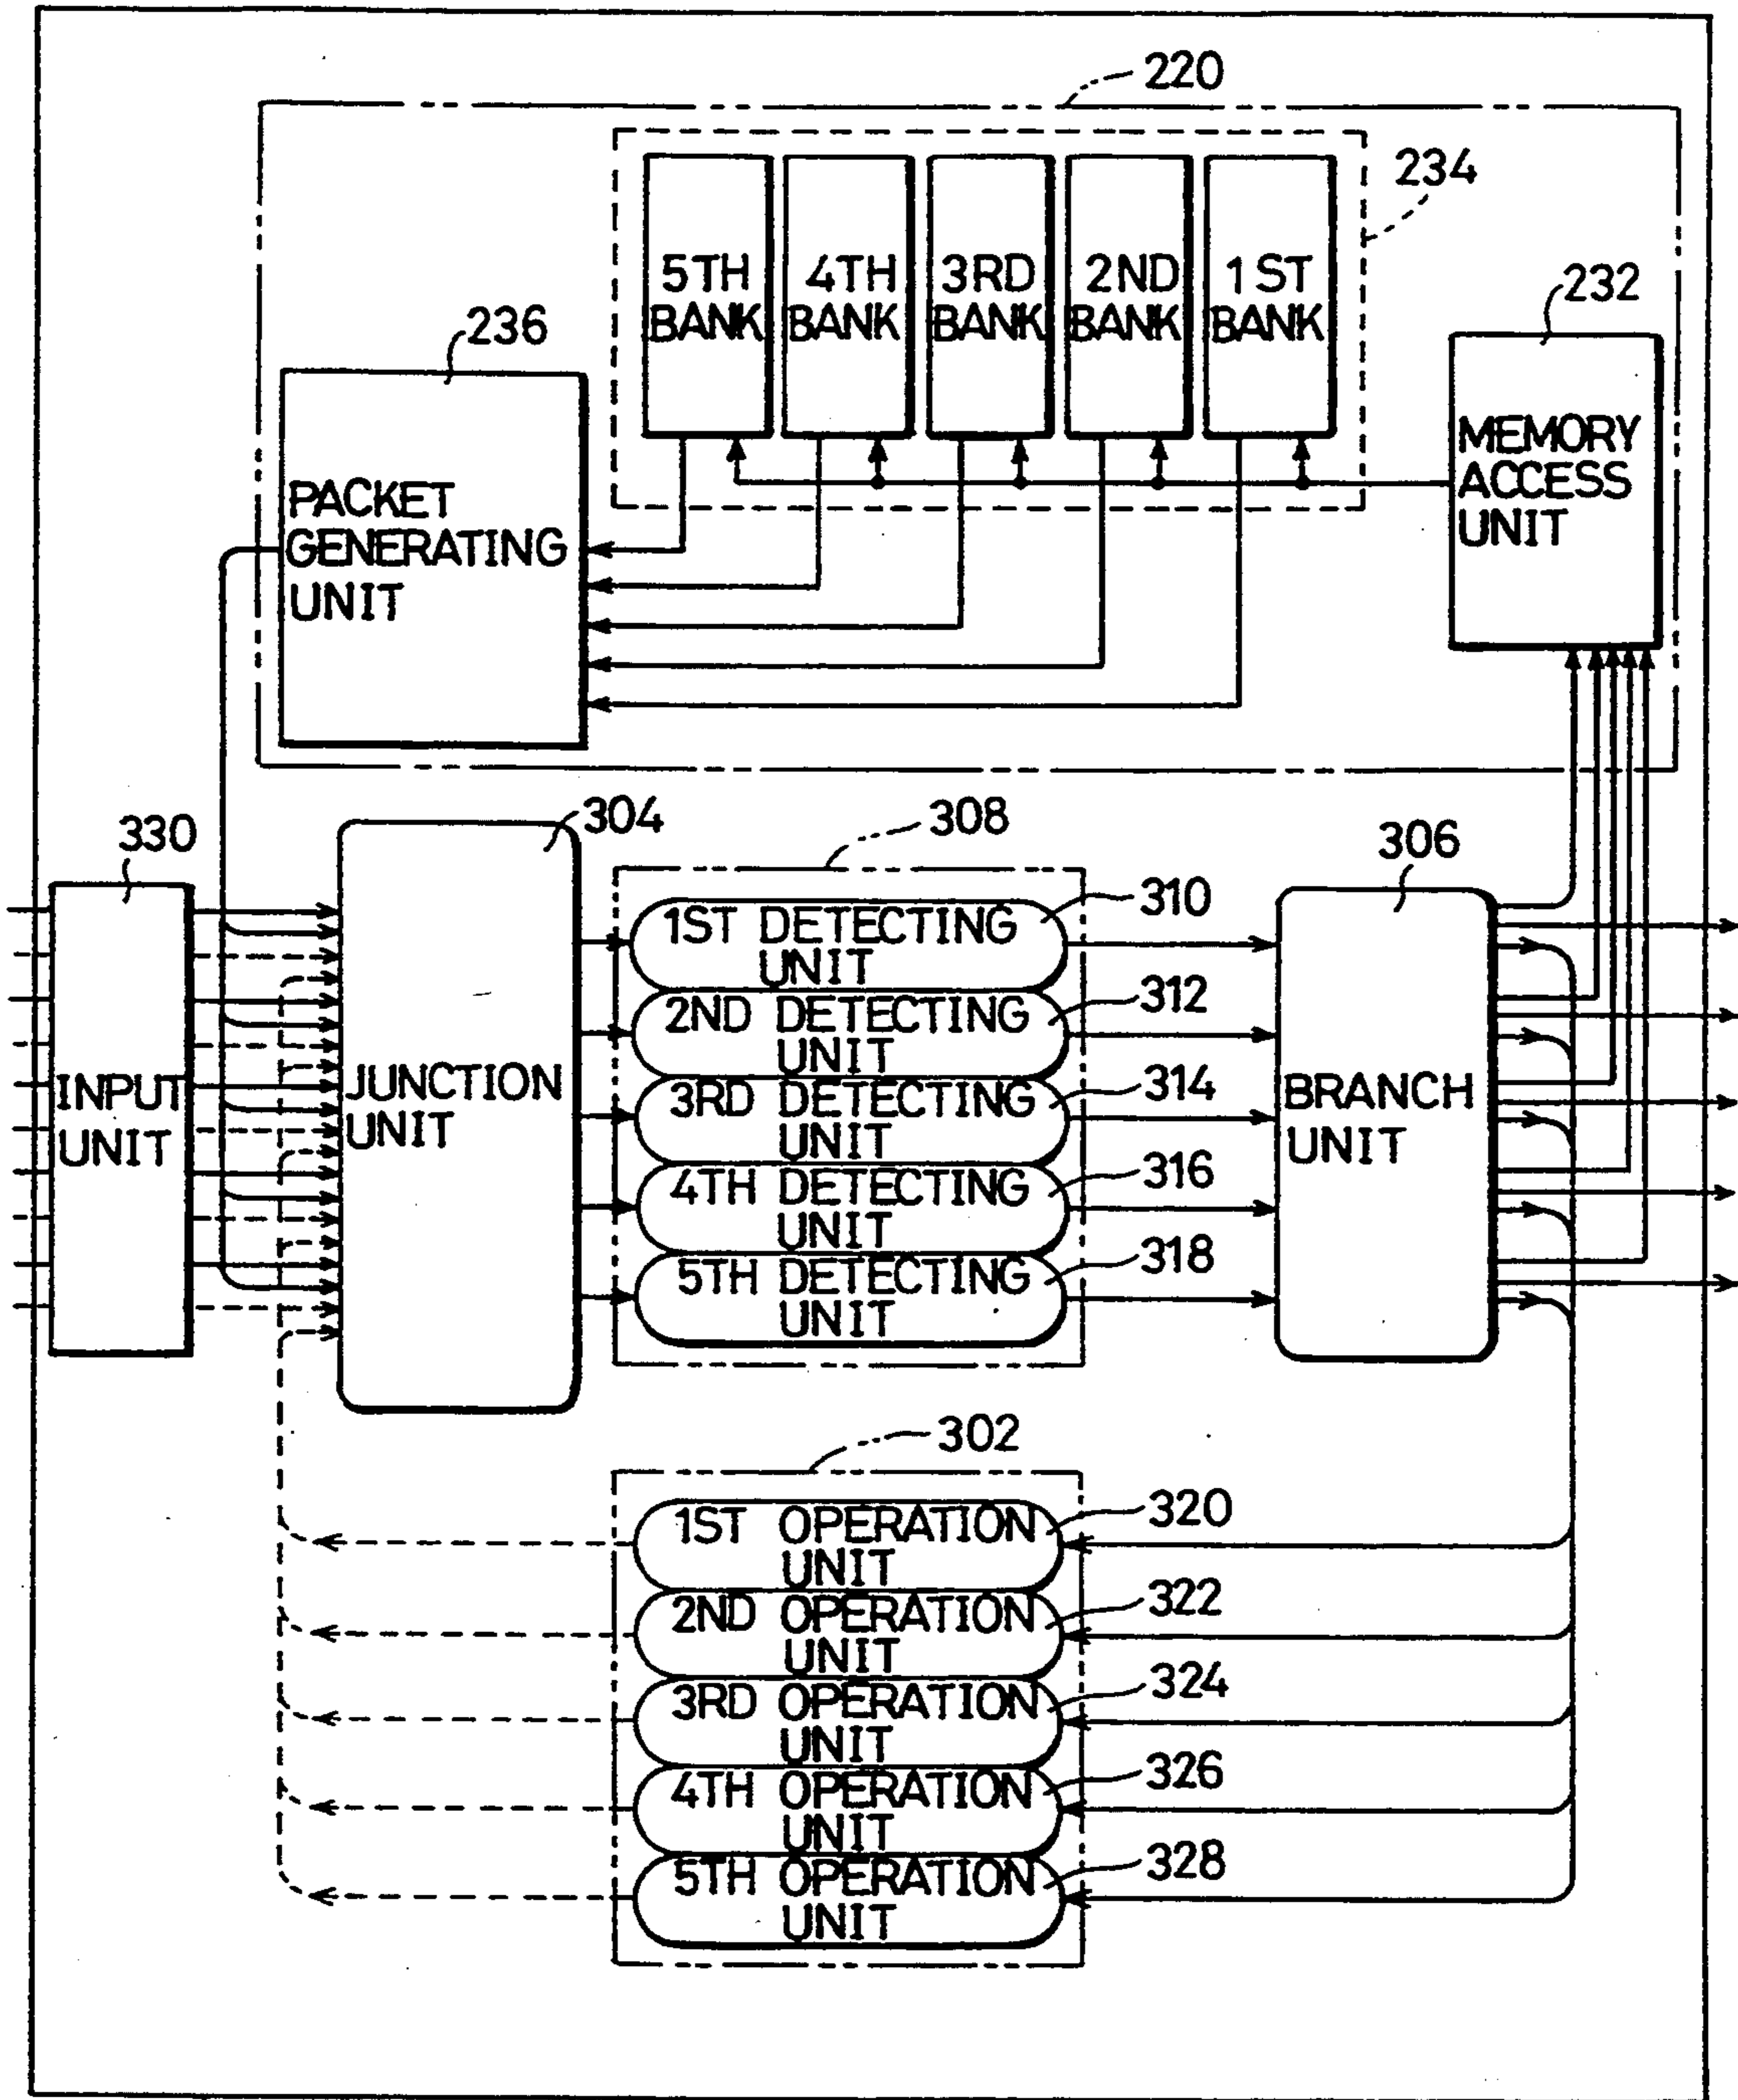 220
234
5TH
BANK
4TH
BANK
3RD
BANK
2ND
BANK
1ST
BANK
232
236
MEMORY
ACCESS
UNIT
PACKET
GENERATING
UNIT
330
304
308
306
310
1ST DETECTING
UNIT
312
2ND DETECTING
UNIT
314
3RD DETECTING
UNIT
316
4TH DETECTING
UNIT
318
5TH DETECTING
UNIT
INPUT
UNIT
JUNCTION
UNIT
BRANCH
UNIT
302
320
1ST OPERATION
UNIT
322
2ND OPERATION
UNIT
324
3RD OPERATION
UNIT
326
4TH OPERATION
UNIT
328
5TH OPERATION
UNIT